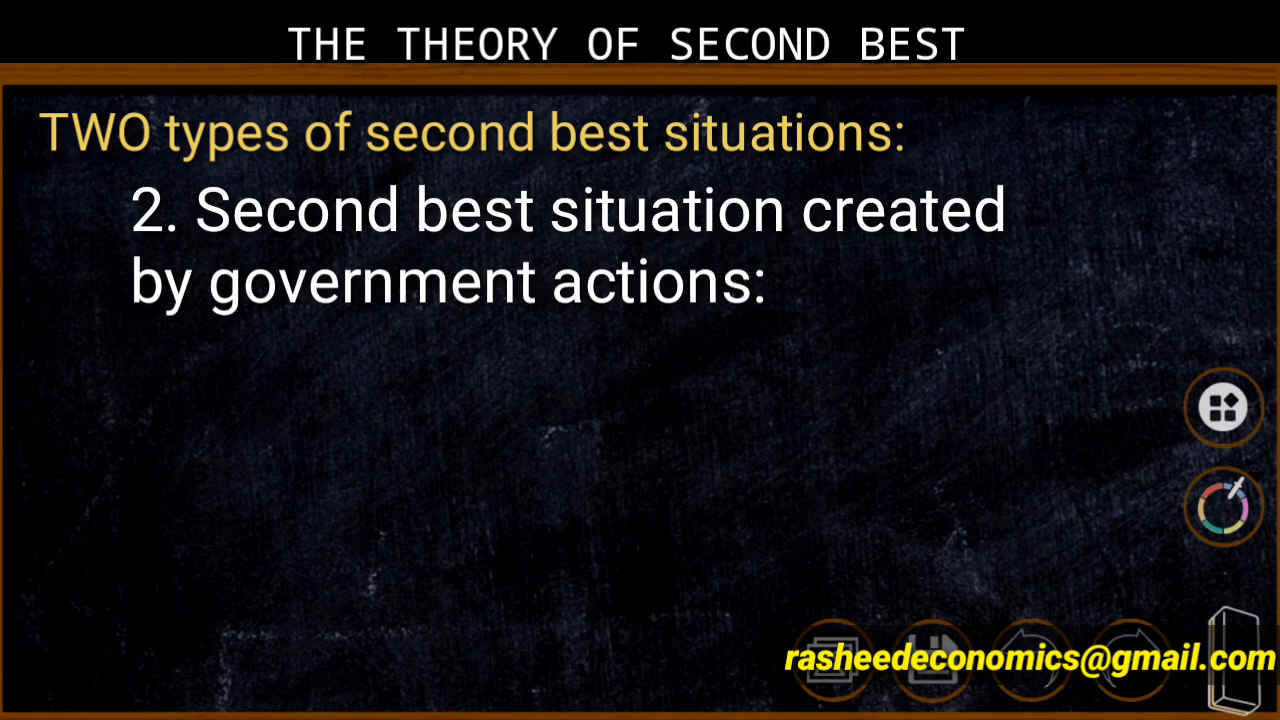 THE THEORY OF SECOND BEST
TWO types of second best situations:
2. Second best situation created
by government actions:
rasheedeconomics@gmail.com